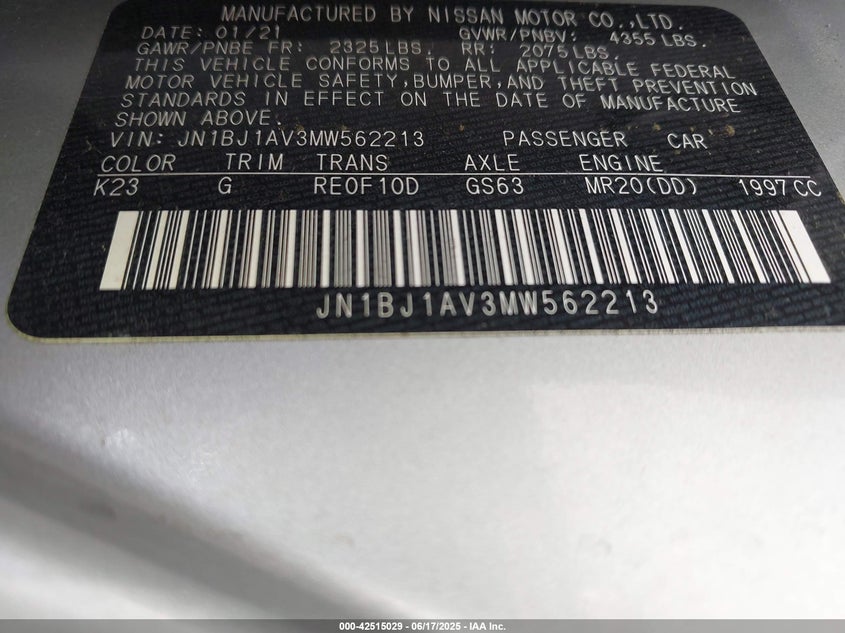 MANUFACTURED BY NISSAN MOTOR CO.,LTD.
DATE: 01/21 GVWR/PNBV: 4355 LBS.
GAWR/PNBE FR: 2325 LBS. RR: 2075 LBS.
THIS VEHICLE CONFORMS TO ALL APPLICABLE FEDERAL
MOTOR VEHICLE SAFETY, BUMPER, AND THEFT PREVENTION
STANDARDS IN EFFECT ON THE DATE OF MANUFACTURE
SHOWN ABOVE.
VIN: JN1BJ1AV3MW562213 PASSENGER CAR
COLOR TRIM TRANS AXLE ENGINE
K23 G RE0F10D GS63 MR20(DD) 1997 CC
JN1BJ1AV3MW562213
000-42515029 - 06/17/2025 - IAA Inc.